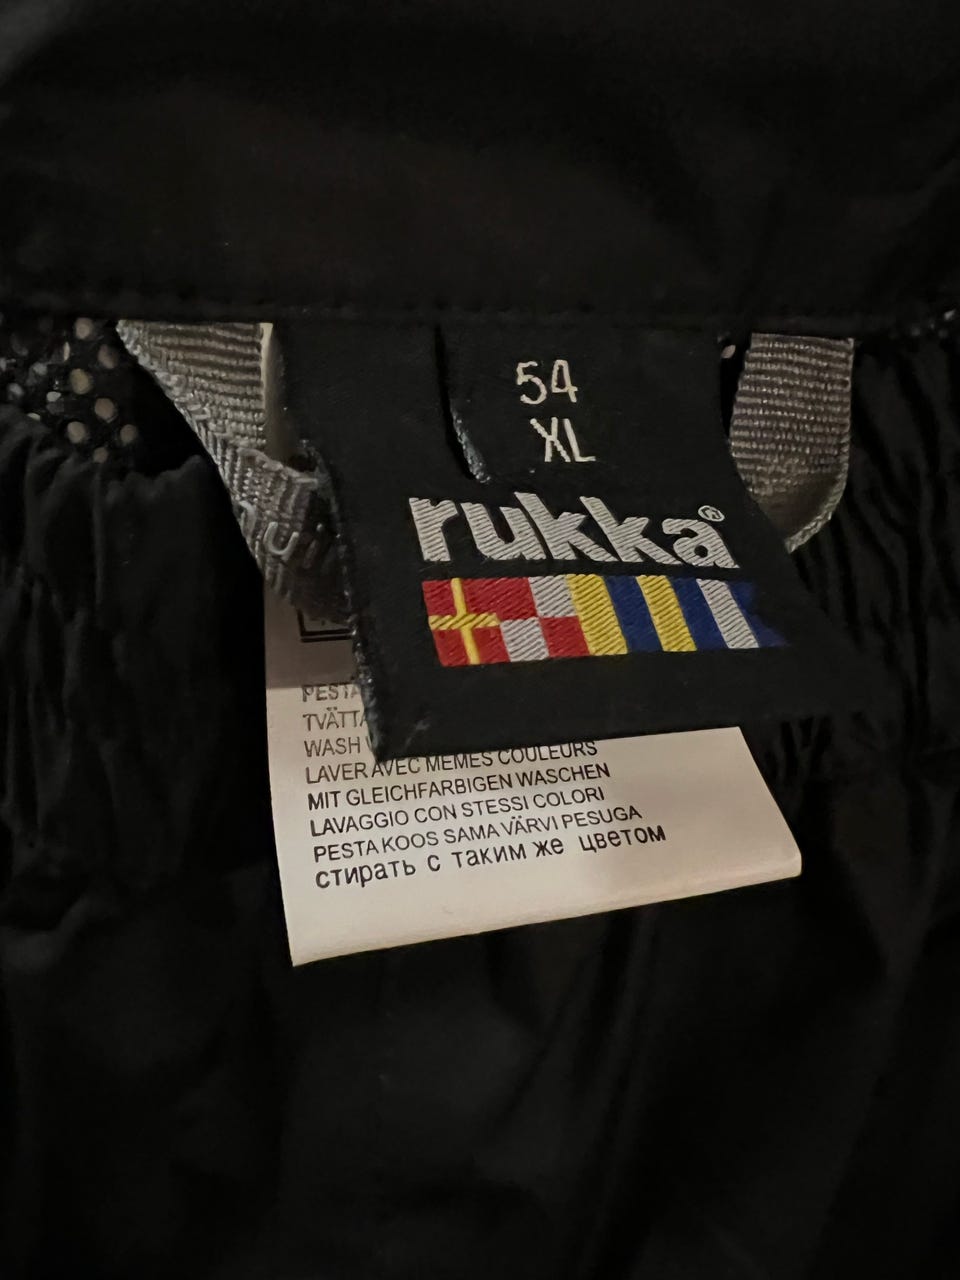 54
XL
rukka®
PESTA
TVÄTTA
WASH
LAVER AVEC MEMES COULEURS
MIT GLEICHFARBIGEN WASCHEN
LAVAGGIO CON STESSI COLORI
PESTA KOOS SAMA VÄRVI PESUGA
стирать с таким же цветом